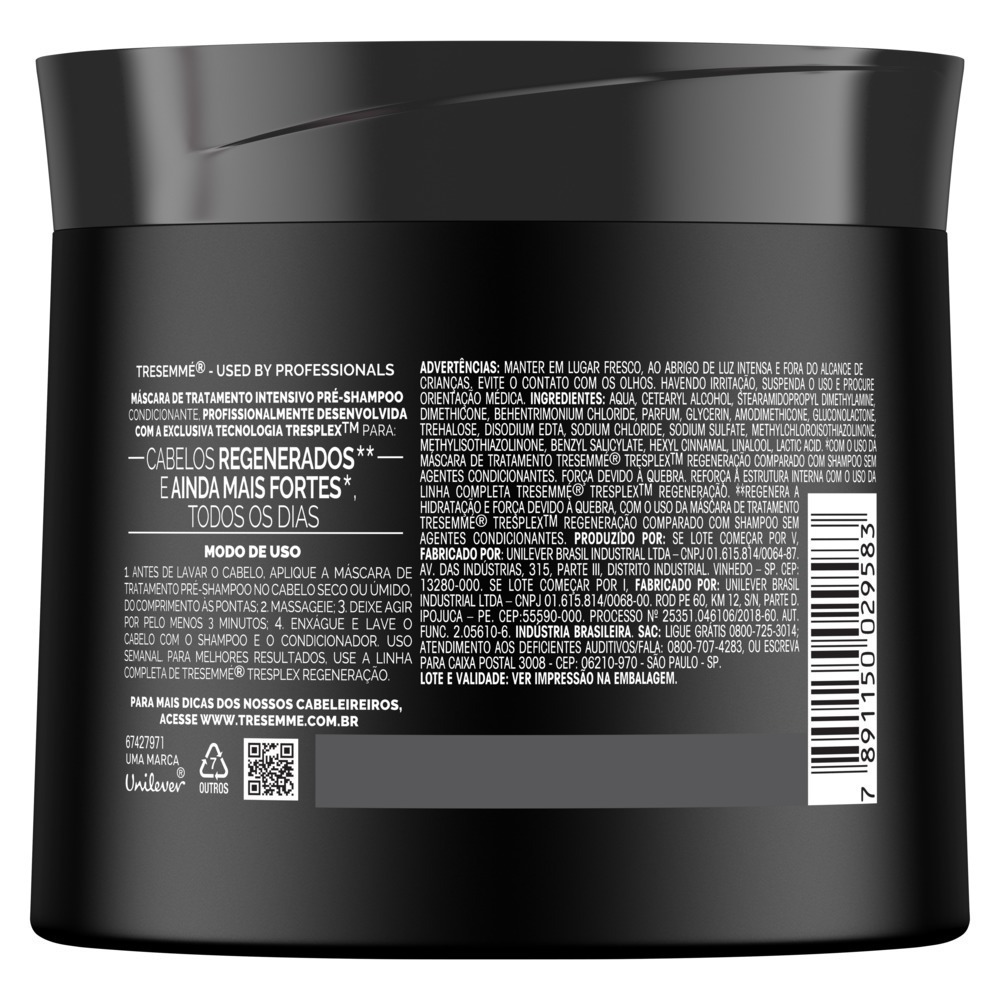 TRESEMMÉ® - USED BY PROFESSIONALS
MÁSCARA DE TRATAMENTO INTENSIVO PRÉ-SHAMPOO
CONDICIONANTE, PROFISSIONALMENTE DESENVOLVIDA
COM A EXCLUSIVA TECNOLOGIA TRESPLEX™ PARA:
CABELOS REGENERADOS**
E AINDA MAIS FORTES*,
TODOS OS DIAS
MODO DE USO
1. ANTES DE LAVAR O CABELO, APLIQUE A MÁSCARA DE
TRATAMENTO PRÉ-SHAMPOO NO CABELO SECO OU ÚMIDO,
DO COMPRIMENTO ÀS PONTAS; 2. MASSAGEIE; 3. DEIXE AGIR
POR PELO MENOS 3 MINUTOS; 4. ENXÁGUE E LAVE O
CABELO COM O SHAMPOO E O CONDICIONADOR. USO
SEMANAL. PARA MELHORES RESULTADOS, USE A LINHA
COMPLETA DE TRESEMMÉ® TRESPLEX REGENERAÇÃO.
PARA MAIS DICAS DOS NOSSOS CABELEIREIROS,
ACESSE WWW.TRESEMME.COM.BR
67427971
UMA MARCA
Unilever®
7
OUTROS
ADVERTÊNCIAS: MANTER EM LUGAR FRESCO, AO ABRIGO DE LUZ INTENSA E FORA DO ALCANCE DE
CRIANÇAS, EVITE O CONTATO COM OS OLHOS. HAVENDO IRRITAÇÃO, SUSPENDA O USO E PROCURE
ORIENTAÇÃO MÉDICA. INGREDIENTES: AQUA, CETEARYL ALCOHOL, STEARAMIDOPROPYL DIMETHYLAMINE,
DIMETHICONE, BEHENTRIMONIUM CHLORIDE, PARFUM, GLYCERIN, AMODIMETHICONE, GLUCONOLACTONE,
TREHALOSE, DISODIUM EDTA, SODIUM CHLORIDE, SODIUM SULFATE, METHYLCHLOROISOTHIAZOLINONE,
METHYLISOTHIAZOLINONE, BENZYL SALICYLATE, HEXYL CINNAMAL, LINALOOL, LACTIC ACID. *COM O USO DA
MÁSCARA DE TRATAMENTO TRESEMMÉ® TRESPLEX™ REGENERAÇÃO COMPARADO COM SHAMPOO SEM
AGENTES CONDICIONANTES. FORÇA DEVIDO À QUEBRA. REFORÇA A ESTRUTURA INTERNA COM O USO DA
LINHA COMPLETA TRESEMMÉ® TRESPLEX™ REGENERAÇÃO. **REGENERA A
HIDRATAÇÃO E FORÇA DEVIDO À QUEBRA, COM O USO DA MÁSCARA DE TRATAMENTO
TRESEMMÉ® TRESPLEX™ REGENERAÇÃO COMPARADO COM SHAMPOO SEM
AGENTES CONDICIONANTES. PRODUZIDO POR: SE LOTE COMEÇAR POR V,
FABRICADO POR: UNILEVER BRASIL INDUSTRIAL LTDA – CNPJ 01.615.814/0064-87.
AV. DAS INDÚSTRIAS, 315, PARTE III, DISTRITO INDUSTRIAL. VINHEDO – SP. CEP:
13280-000. SE LOTE COMEÇAR POR I, FABRICADO POR: UNILEVER BRASIL
INDUSTRIAL LTDA – CNPJ 01.615.814/0068-00. ROD PE 60, KM 12, S/N, PARTE D.
IPOJUCA – PE. CEP:55590-000. PROCESSO Nº 25351.046106/2018-60. AUT.
FUNC. 2.05610-6. INDÚSTRIA BRASILEIRA. SAC: LIGUE GRÁTIS 0800-725-3014;
ATENDIMENTO AOS DEFICIENTES AUDITIVOS/FALA: 0800-707-4283, OU ESCREVA
PARA CAIXA POSTAL 3008 - CEP: 06210-970 - SÃO PAULO - SP.
LOTE E VALIDADE: VER IMPRESSÃO NA EMBALAGEM.
7 891150 029583